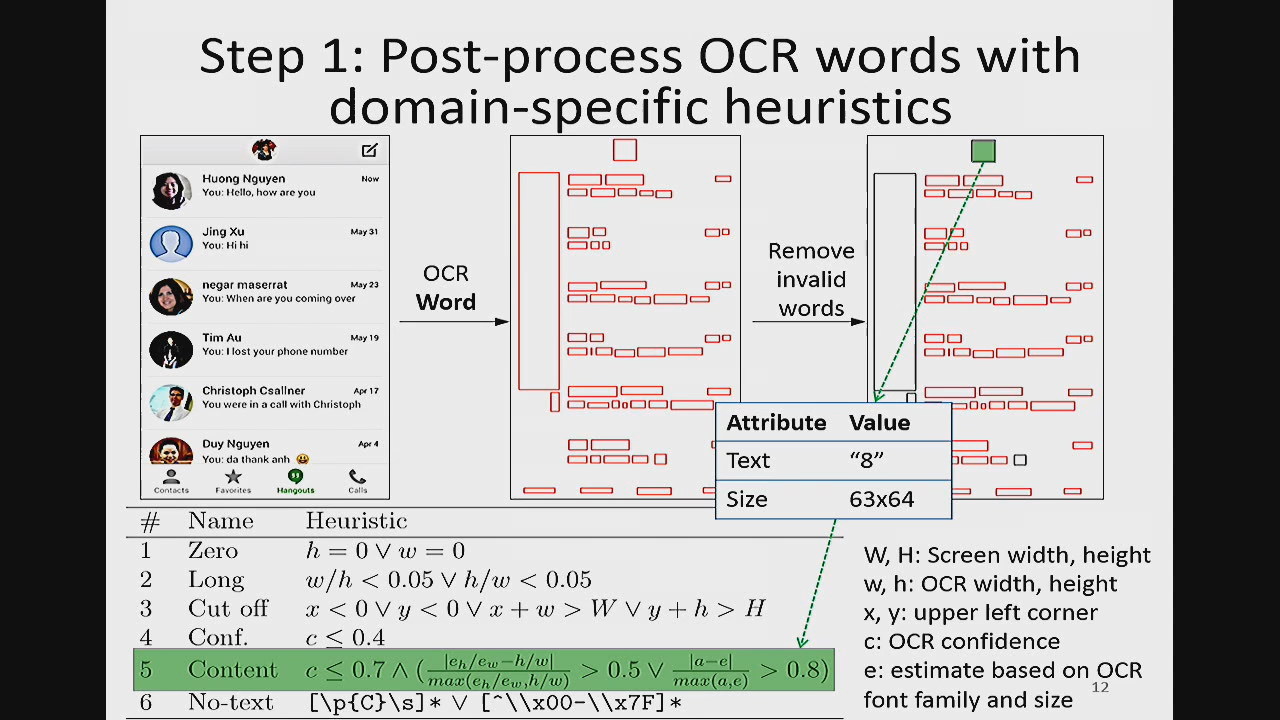 Step 1: Post-process OCR words with
domain-specific heuristics
Huong Nguyen Now
You: Hello, how are you
Jing Xu May 31
You: Hi hi
negar maserrat May 23
You: When are you coming over
Tim Au May 19
You: I lost your phone number
Christoph Csallner Apr 17
You were in a call with Christoph
Duy Nguyen Apr 4
You: da thank anh 😀
Contacts Favorites Hangouts Calls
OCR
Word
Remove
invalid
words
Attribute Value
Text “8”
Size 63x64
# Name Heuristic
1 Zero h = 0 ∨ w = 0
2 Long w/h < 0.05 ∨ h/w < 0.05
3 Cut off x < 0 ∨ y < 0 ∨ x + w > W ∨ y + h > H
4 Conf. c ≤ 0.4
5 Content c ≤ 0.7 ∧ (|e_h/e_w−h/w| / max(e_h/e_w,h/w) > 0.5 ∨ |a−e| / max(a,e) > 0.8)
6 No-text [\p{C}\s]* ∨ [^\\x00-\\x7F]*
W, H: Screen width, height
w, h: OCR width, height
x, y: upper left corner
c: OCR confidence
e: estimate based on OCR
font family and size
12